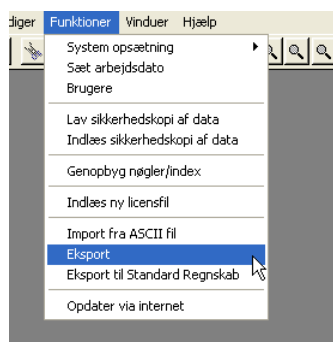 diger Funktioner Vinduer Hjælp
System opsætning
Sæt arbejdsdato
Brugere
Lav sikkerhedskopi af data
Indlæs sikkerhedskopi af data
Genopbyg nøgler/index
Indlæs ny licensfil
Import fra ASCII fil
Eksport
Eksport til Standard Regnskab
Opdater via internet